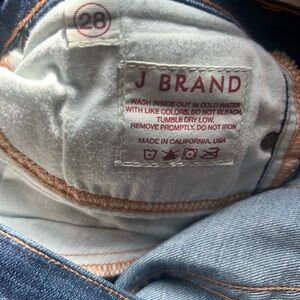 28
J BRAND
WASH INSIDE OUT IN COLD WATER
WITH LIKE COLORS, DO NOT BLEACH,
TUMBLE DRY LOW,
REMOVE PROMPTLY, DO NOT IRON
MADE IN CALIFORNIA, USA